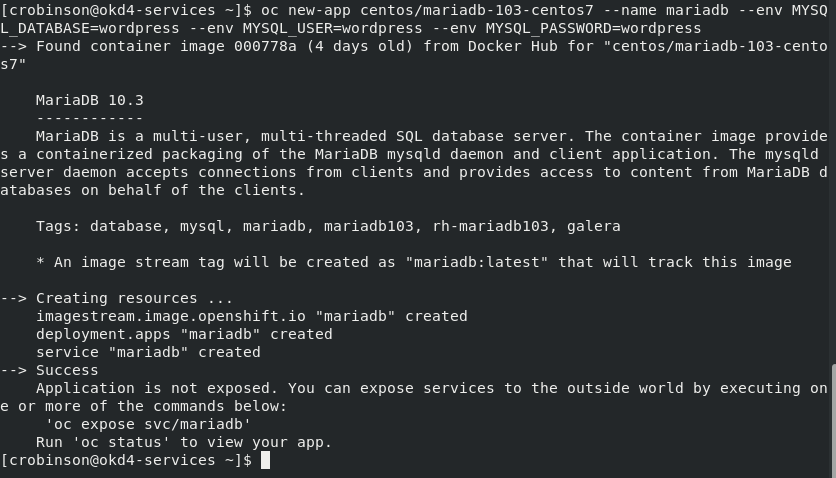 [crobinson@okd4-services ~]$ oc new-app centos/mariadb-103-centos7 --name mariadb --env MYSQ
L_DATABASE=wordpress --env MYSQL_USER=wordpress --env MYSQL_PASSWORD=wordpress
--> Found container image 000778a (4 days old) from Docker Hub for "centos/mariadb-103-cento
s7"
MariaDB 10.3
------------
MariaDB is a multi-user, multi-threaded SQL database server. The container image provide
s a containerized packaging of the MariaDB mysqld daemon and client application. The mysqld
server daemon accepts connections from clients and provides access to content from MariaDB d
atabases on behalf of the clients.
Tags: database, mysql, mariadb, mariadb103, rh-mariadb103, galera
* An image stream tag will be created as "mariadb:latest" that will track this image
--> Creating resources ...
imagestream.image.openshift.io "mariadb" created
deployment.apps "mariadb" created
service "mariadb" created
--> Success
Application is not exposed. You can expose services to the outside world by executing on
e or more of the commands below:
'oc expose svc/mariadb'
Run 'oc status' to view your app.
[crobinson@okd4-services ~]$